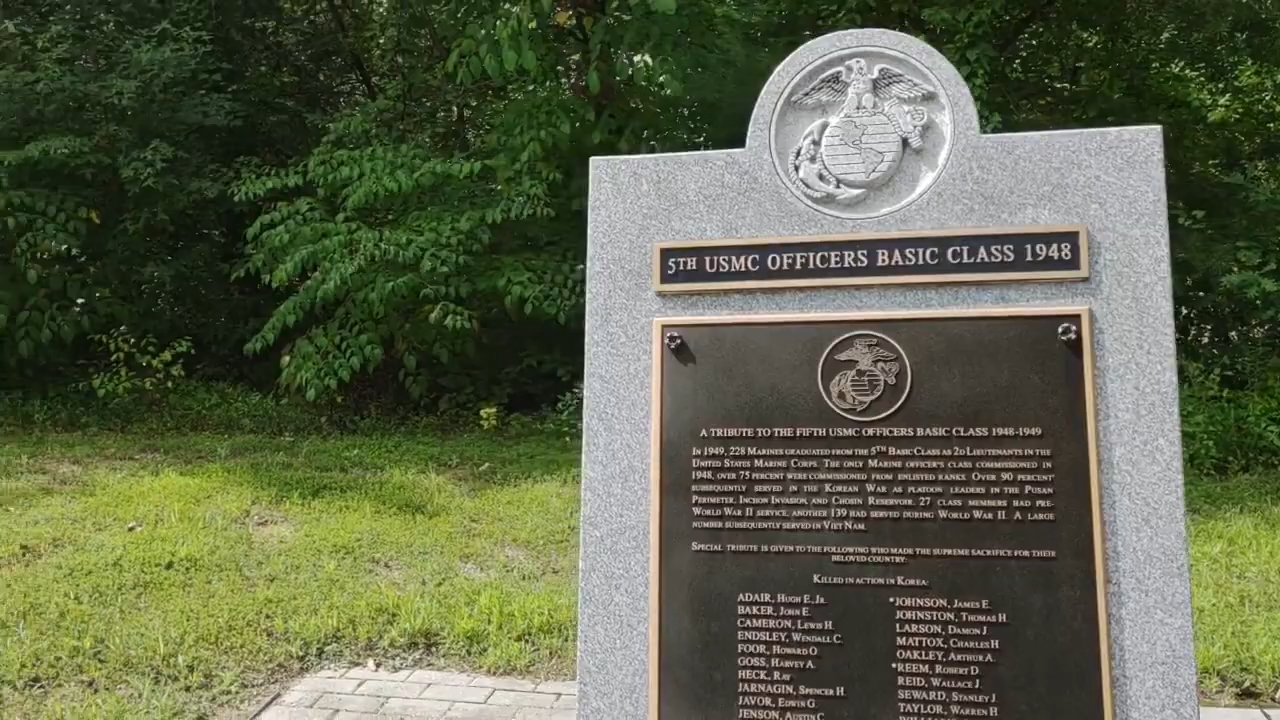 5TH USMC OFFICERS BASIC CLASS 1948
A TRIBUTE TO THE FIFTH USMC OFFICERS BASIC CLASS 1948-1949
IN 1949, 228 MARINES GRADUATED FROM THE 5TH BASIC CLASS AS 2D LIEUTENANTS IN THE
UNITED STATES MARINE CORPS. THE ONLY MARINE OFFICER'S CLASS COMMISSIONED IN
1948, OVER 75 PERCENT WERE COMMISSIONED FROM ENLISTED RANKS. OVER 90 PERCENT
SUBSEQUENTLY SERVED IN THE KOREAN WAR AS PLATOON LEADERS IN THE PUSAN
PERIMETER, INCHON INVASION, AND CHOSIN RESERVOIR. 27 CLASS MEMBERS HAD PRE-
WORLD WAR II SERVICE, ANOTHER 139 HAD SERVED DURING WORLD WAR II. A LARGE
NUMBER SUBSEQUENTLY SERVED IN VIET NAM.
SPECIAL TRIBUTE IS GIVEN TO THE FOLLOWING WHO MADE THE SUPREME SACRIFICE FOR THEIR
BELOVED COUNTRY:
KILLED IN ACTION IN KOREA:
ADAIR, HUGH E., JR.
BAKER, JOHN E.
CAMERON, LEWIS H.
ENDSLEY, WENDALL C.
FOOR, HOWARD O.
GOSS, HARVEY A.
HECK, RAY
JARNAGIN, SPENCER H.
JAVOR, EDWIN G.
JENSON, AUSTIN C.
*JOHNSON, JAMES E.
JOHNSTON, THOMAS H.
LARSON, DAMON J.
MATTOX, CHARLES H.
OAKLEY, ARTHUR A.
*REEM, ROBERT D.
REID, WALLACE J.
SEWARD, STANLEY J.
TAYLOR, WARREN H.